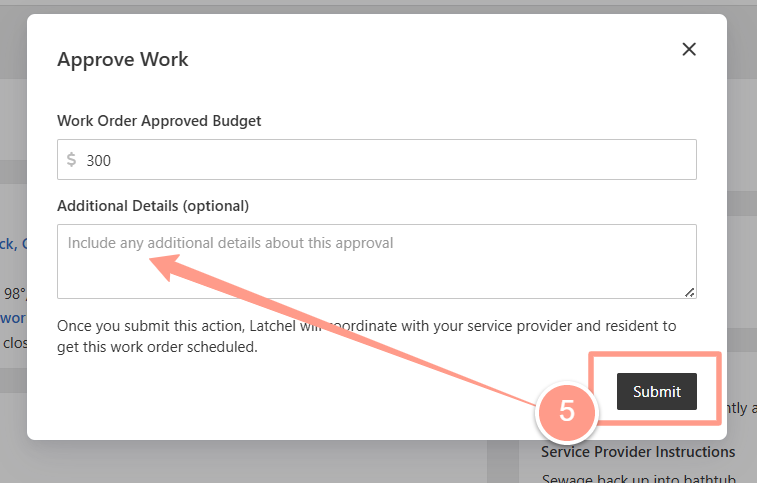 Approve Work
Work Order Approved Budget
$ 300
Additional Details (optional)
Include any additional details about this approval
ck,
98°
wor
clos
Once you submit this action, Latchel will coordinate with your service provider and resident to
get this work order scheduled.
Submit
5
ntly a
Service Provider Instructions
Sewage back up into bathtub